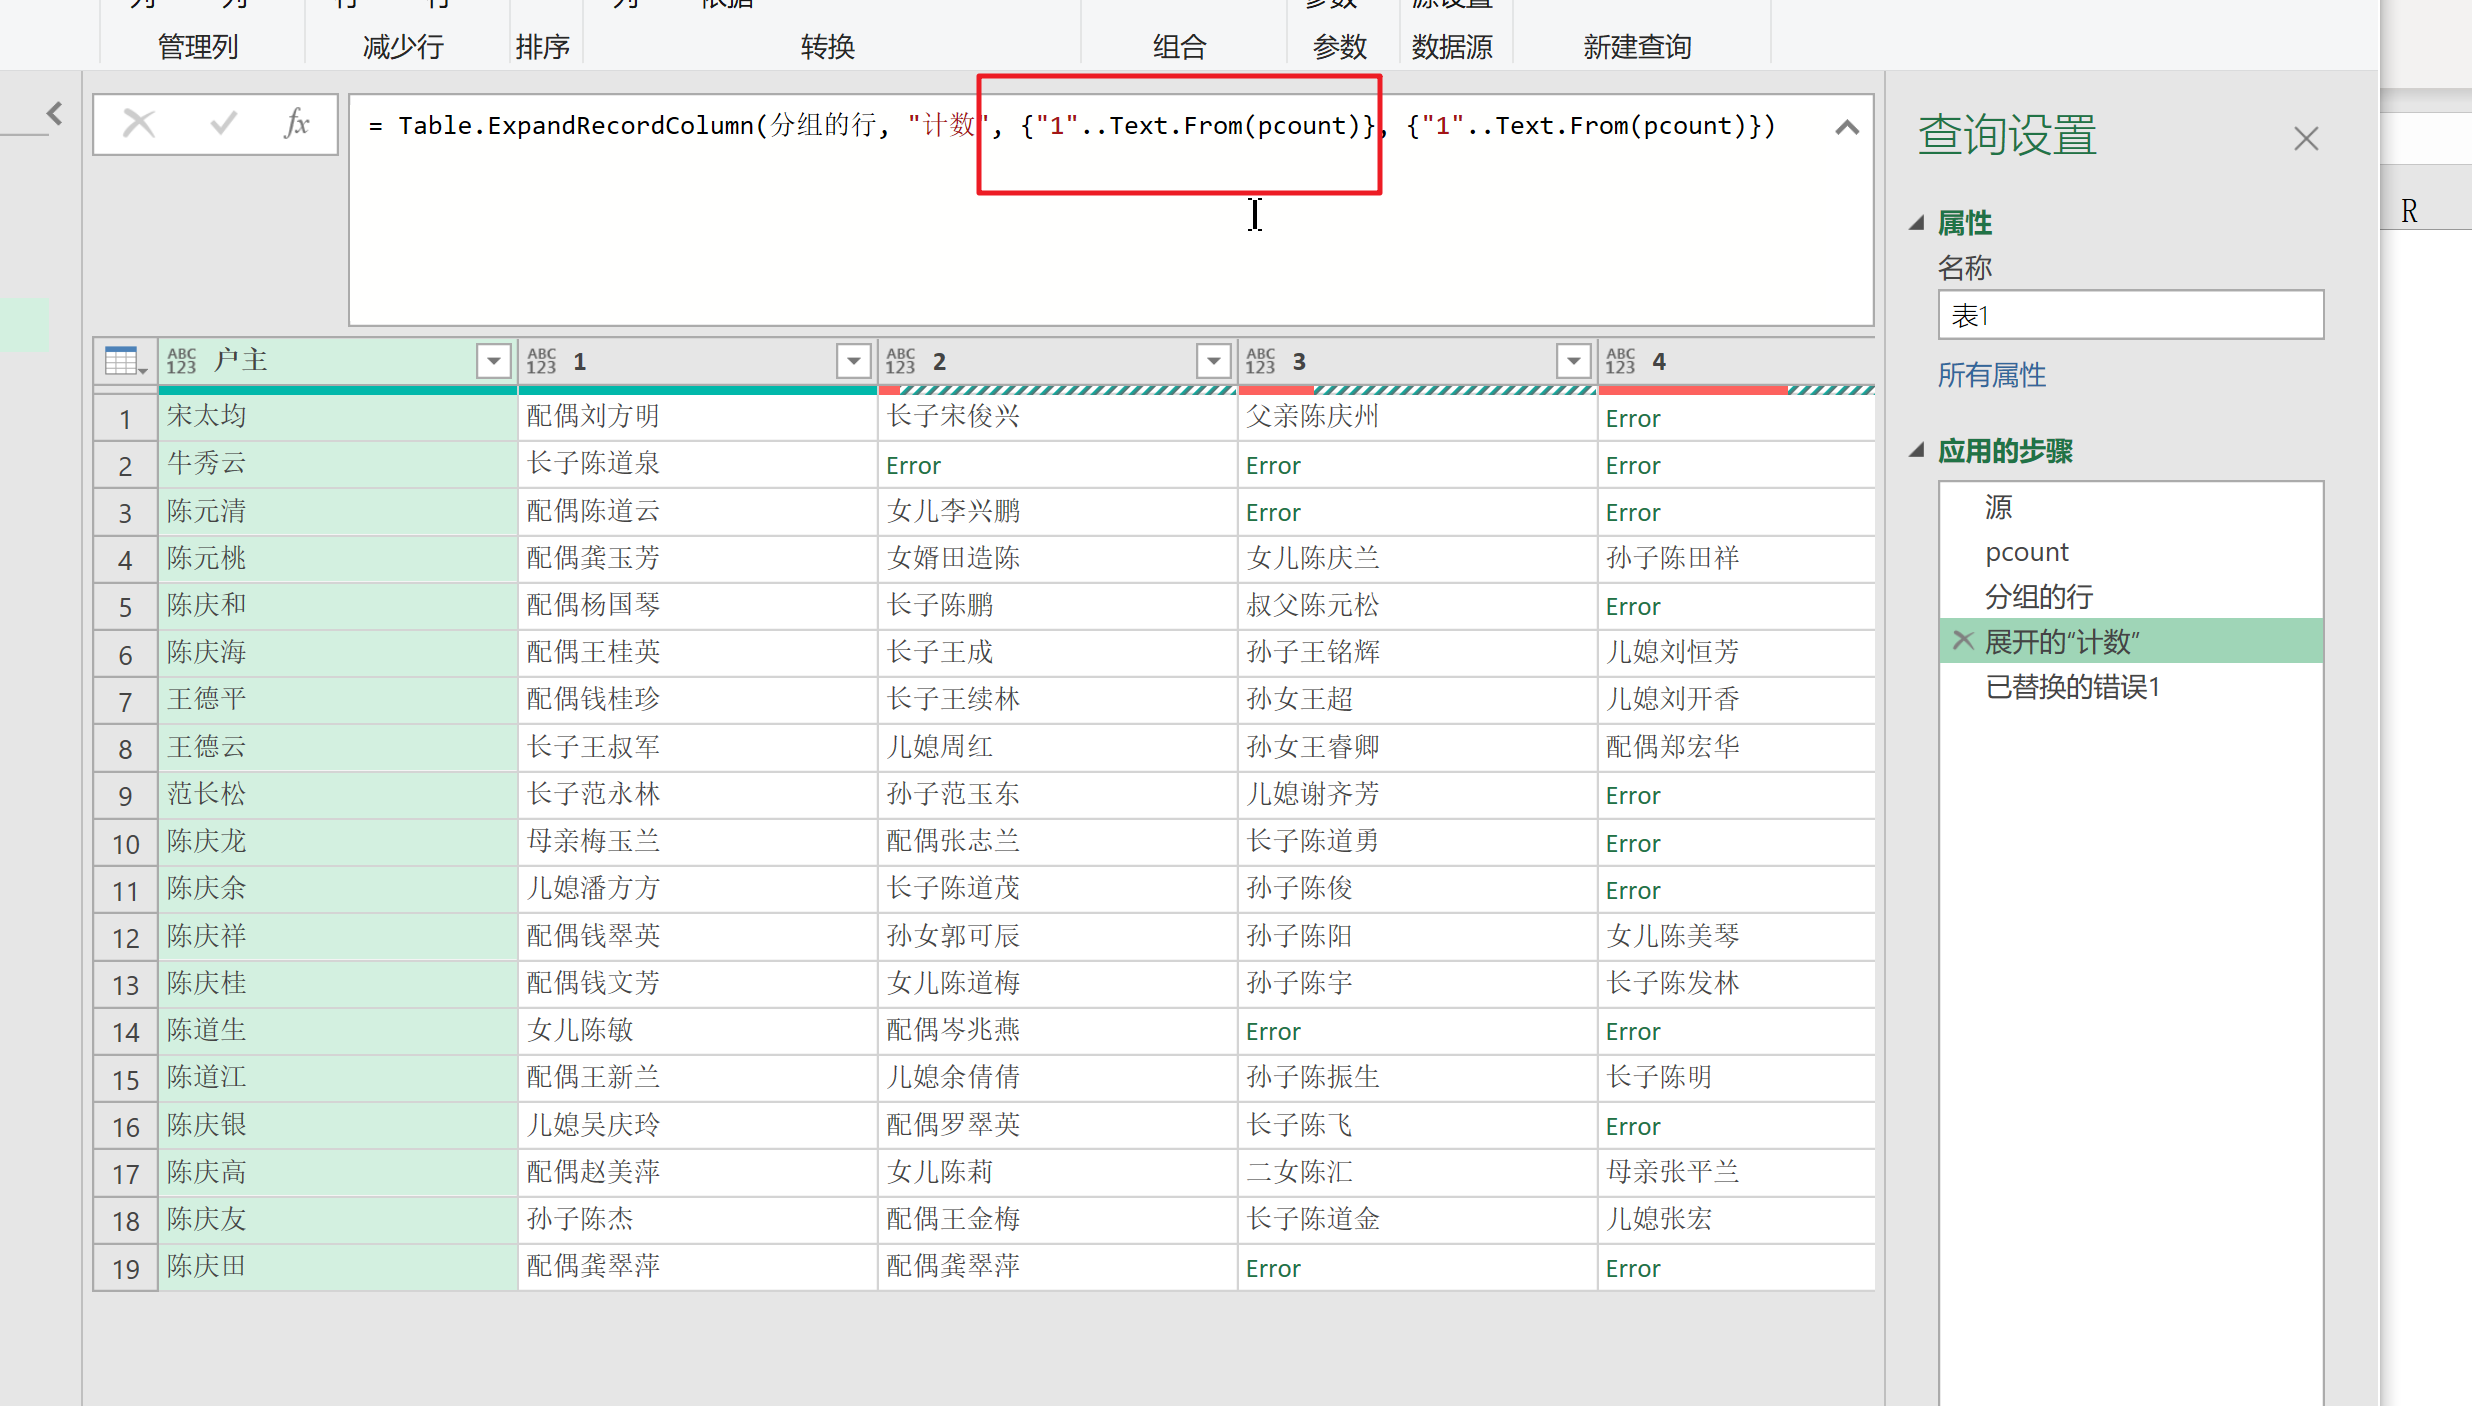 管理列 减少行 排序 转换 组合 参数 数据源 新建查询
fx = Table.ExpandRecordColumn(分组的行, "计数", {"1"..Text.From(pcount)}, {"1"..Text.From(pcount)})
查询设置
R
属性
名称
表1
所有属性
应用的步骤
源
pcount
分组的行
展开的“计数”
已替换的错误1
ABC123 户主 ABC123 1 ABC123 2 ABC123 3 ABC123 4
1 宋太均 配偶刘方明 长子宋俊兴 父亲陈庆州 Error
2 牛秀云 长子陈道泉 Error Error Error
3 陈元清 配偶陈道云 女儿李兴鹏 Error Error
4 陈元桃 配偶龚玉芳 女婿田造陈 女儿陈庆兰 孙子陈田祥
5 陈庆和 配偶杨国琴 长子陈鹏 叔父陈元松 Error
6 陈庆海 配偶王桂英 长子王成 孙子王铭辉 儿媳刘恒芳
7 王德平 配偶钱桂珍 长子王续林 孙女王超 儿媳刘开香
8 王德云 长子王叔军 儿媳周红 孙女王睿卿 配偶郑宏华
9 范长松 长子范永林 孙子范玉东 儿媳谢齐芳 Error
10 陈庆龙 母亲梅玉兰 配偶张志兰 长子陈道勇 Error
11 陈庆余 儿媳潘方方 长子陈道茂 孙子陈俊 Error
12 陈庆祥 配偶钱翠英 孙女郭可辰 孙子陈阳 女儿陈美琴
13 陈庆桂 配偶钱文芳 女儿陈道梅 孙子陈宇 长子陈发林
14 陈道生 女儿陈敏 配偶岑兆燕 Error Error
15 陈道江 配偶王新兰 儿媳余倩倩 孙子陈振生 长子陈明
16 陈庆银 儿媳吴庆玲 配偶罗翠英 长子陈飞 Error
17 陈庆高 配偶赵美萍 女儿陈莉 二女陈汇 母亲张平兰
18 陈庆友 孙子陈杰 配偶王金梅 长子陈道金 儿媳张宏
19 陈庆田 配偶龚翠萍 配偶龚翠萍 Error Error